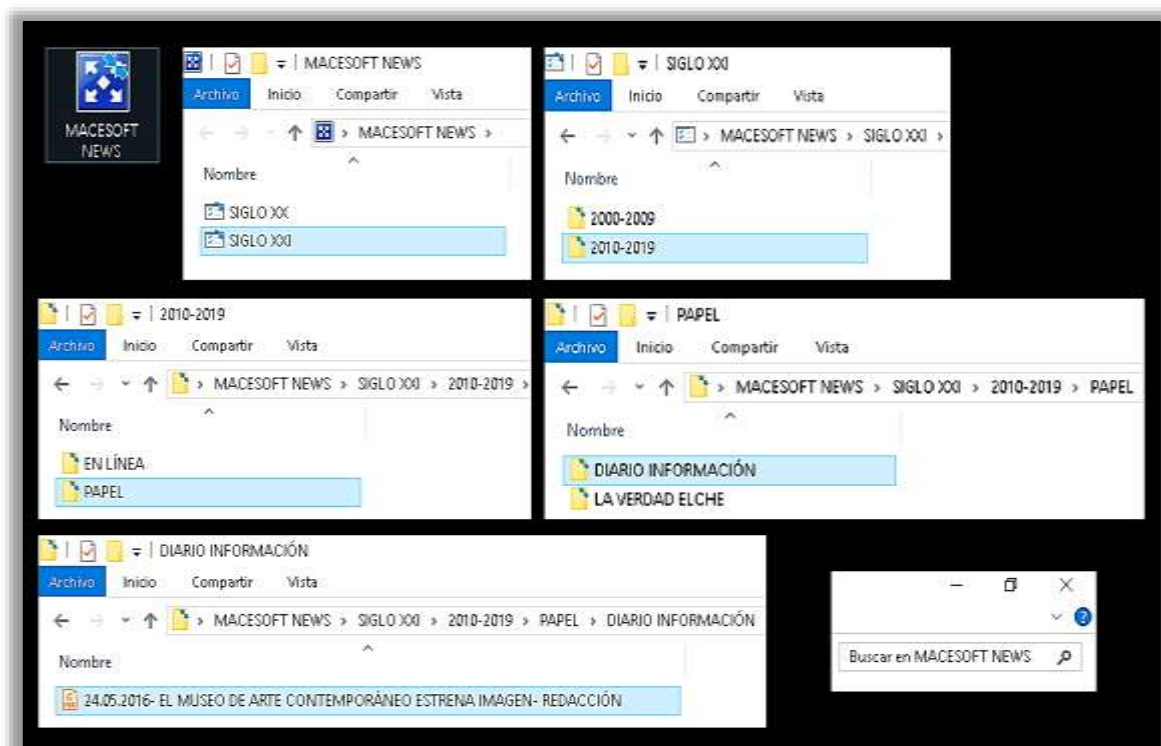 MACESOFT
NEWS
MACESOFT NEWS
Archivo Inicio Compartir Vista
MACESOFT NEWS
Nombre
SIGLO XX
SIGLO XXI
SIGLO XXI
Archivo Inicio Compartir Vista
MACESOFT NEWS > SIGLO XXI >
Nombre
2000-2009
2010-2019
2010-2019
Archivo Inicio Compartir Vista
MACESOFT NEWS > SIGLO XXI > 2010-2019 >
Nombre
EN LÍNEA
PAPEL
PAPEL
Archivo Inicio Compartir Vista
MACESOFT NEWS > SIGLO XXI > 2010-2019 > PAPEL
Nombre
DIARIO INFORMACIÓN
LA VERDAD ELCHE
DIARIO INFORMACIÓN
Archivo Inicio Compartir Vista
MACESOFT NEWS > SIGLO XXI > 2010-2019 > PAPEL > DIARIO INFORMACIÓN
Nombre
24.05.2016- EL MUSEO DE ARTE CONTEMPORÁNEO ESTRENA IMAGEN- REDACCIÓN
Buscar en MACESOFT NEWS